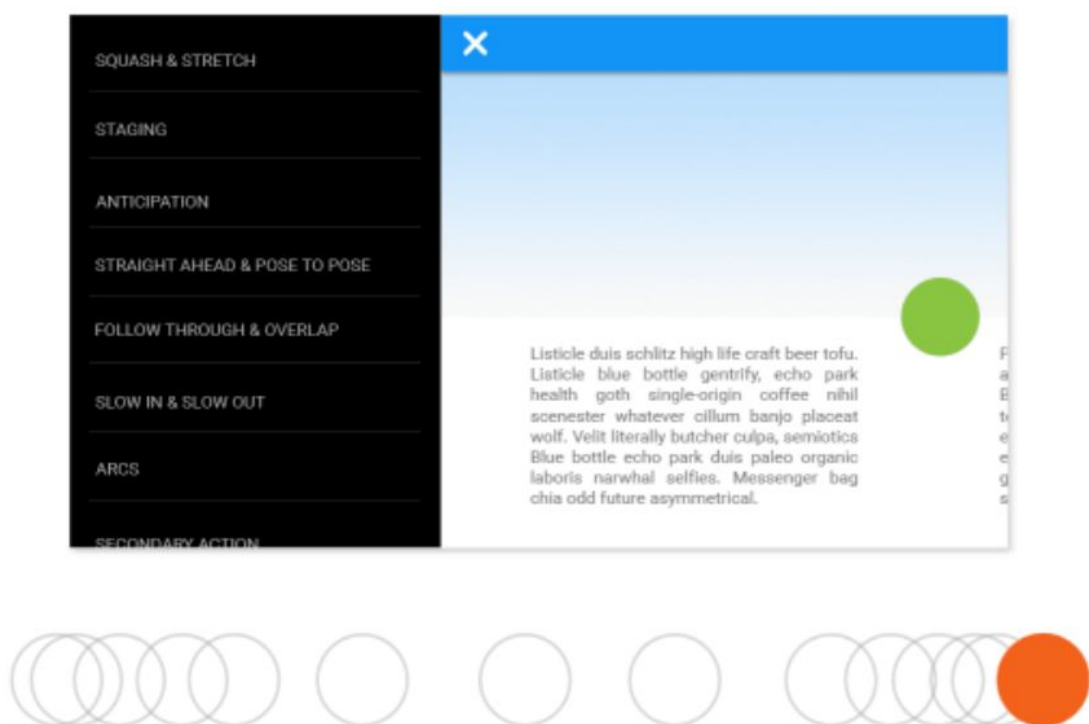 SQUASH & STRETCH
STAGING
ANTICIPATION
STRAIGHT AHEAD & POSE TO POSE
FOLLOW THROUGH & OVERLAP
SLOW IN & SLOW OUT
ARCS
SECONDARY ACTION
Listicle duis schlitz high life craft beer tofu.
Listicle blue bottle gentrify, echo park
health goth single-origin coffee nihil
scenester whatever cillum banjo placeat
wolf. Velit literally butcher culpa, semiotics
Blue bottle echo park duis paleo organic
laboris narwhal selfies. Messenger bag
chia odd future asymmetrical.